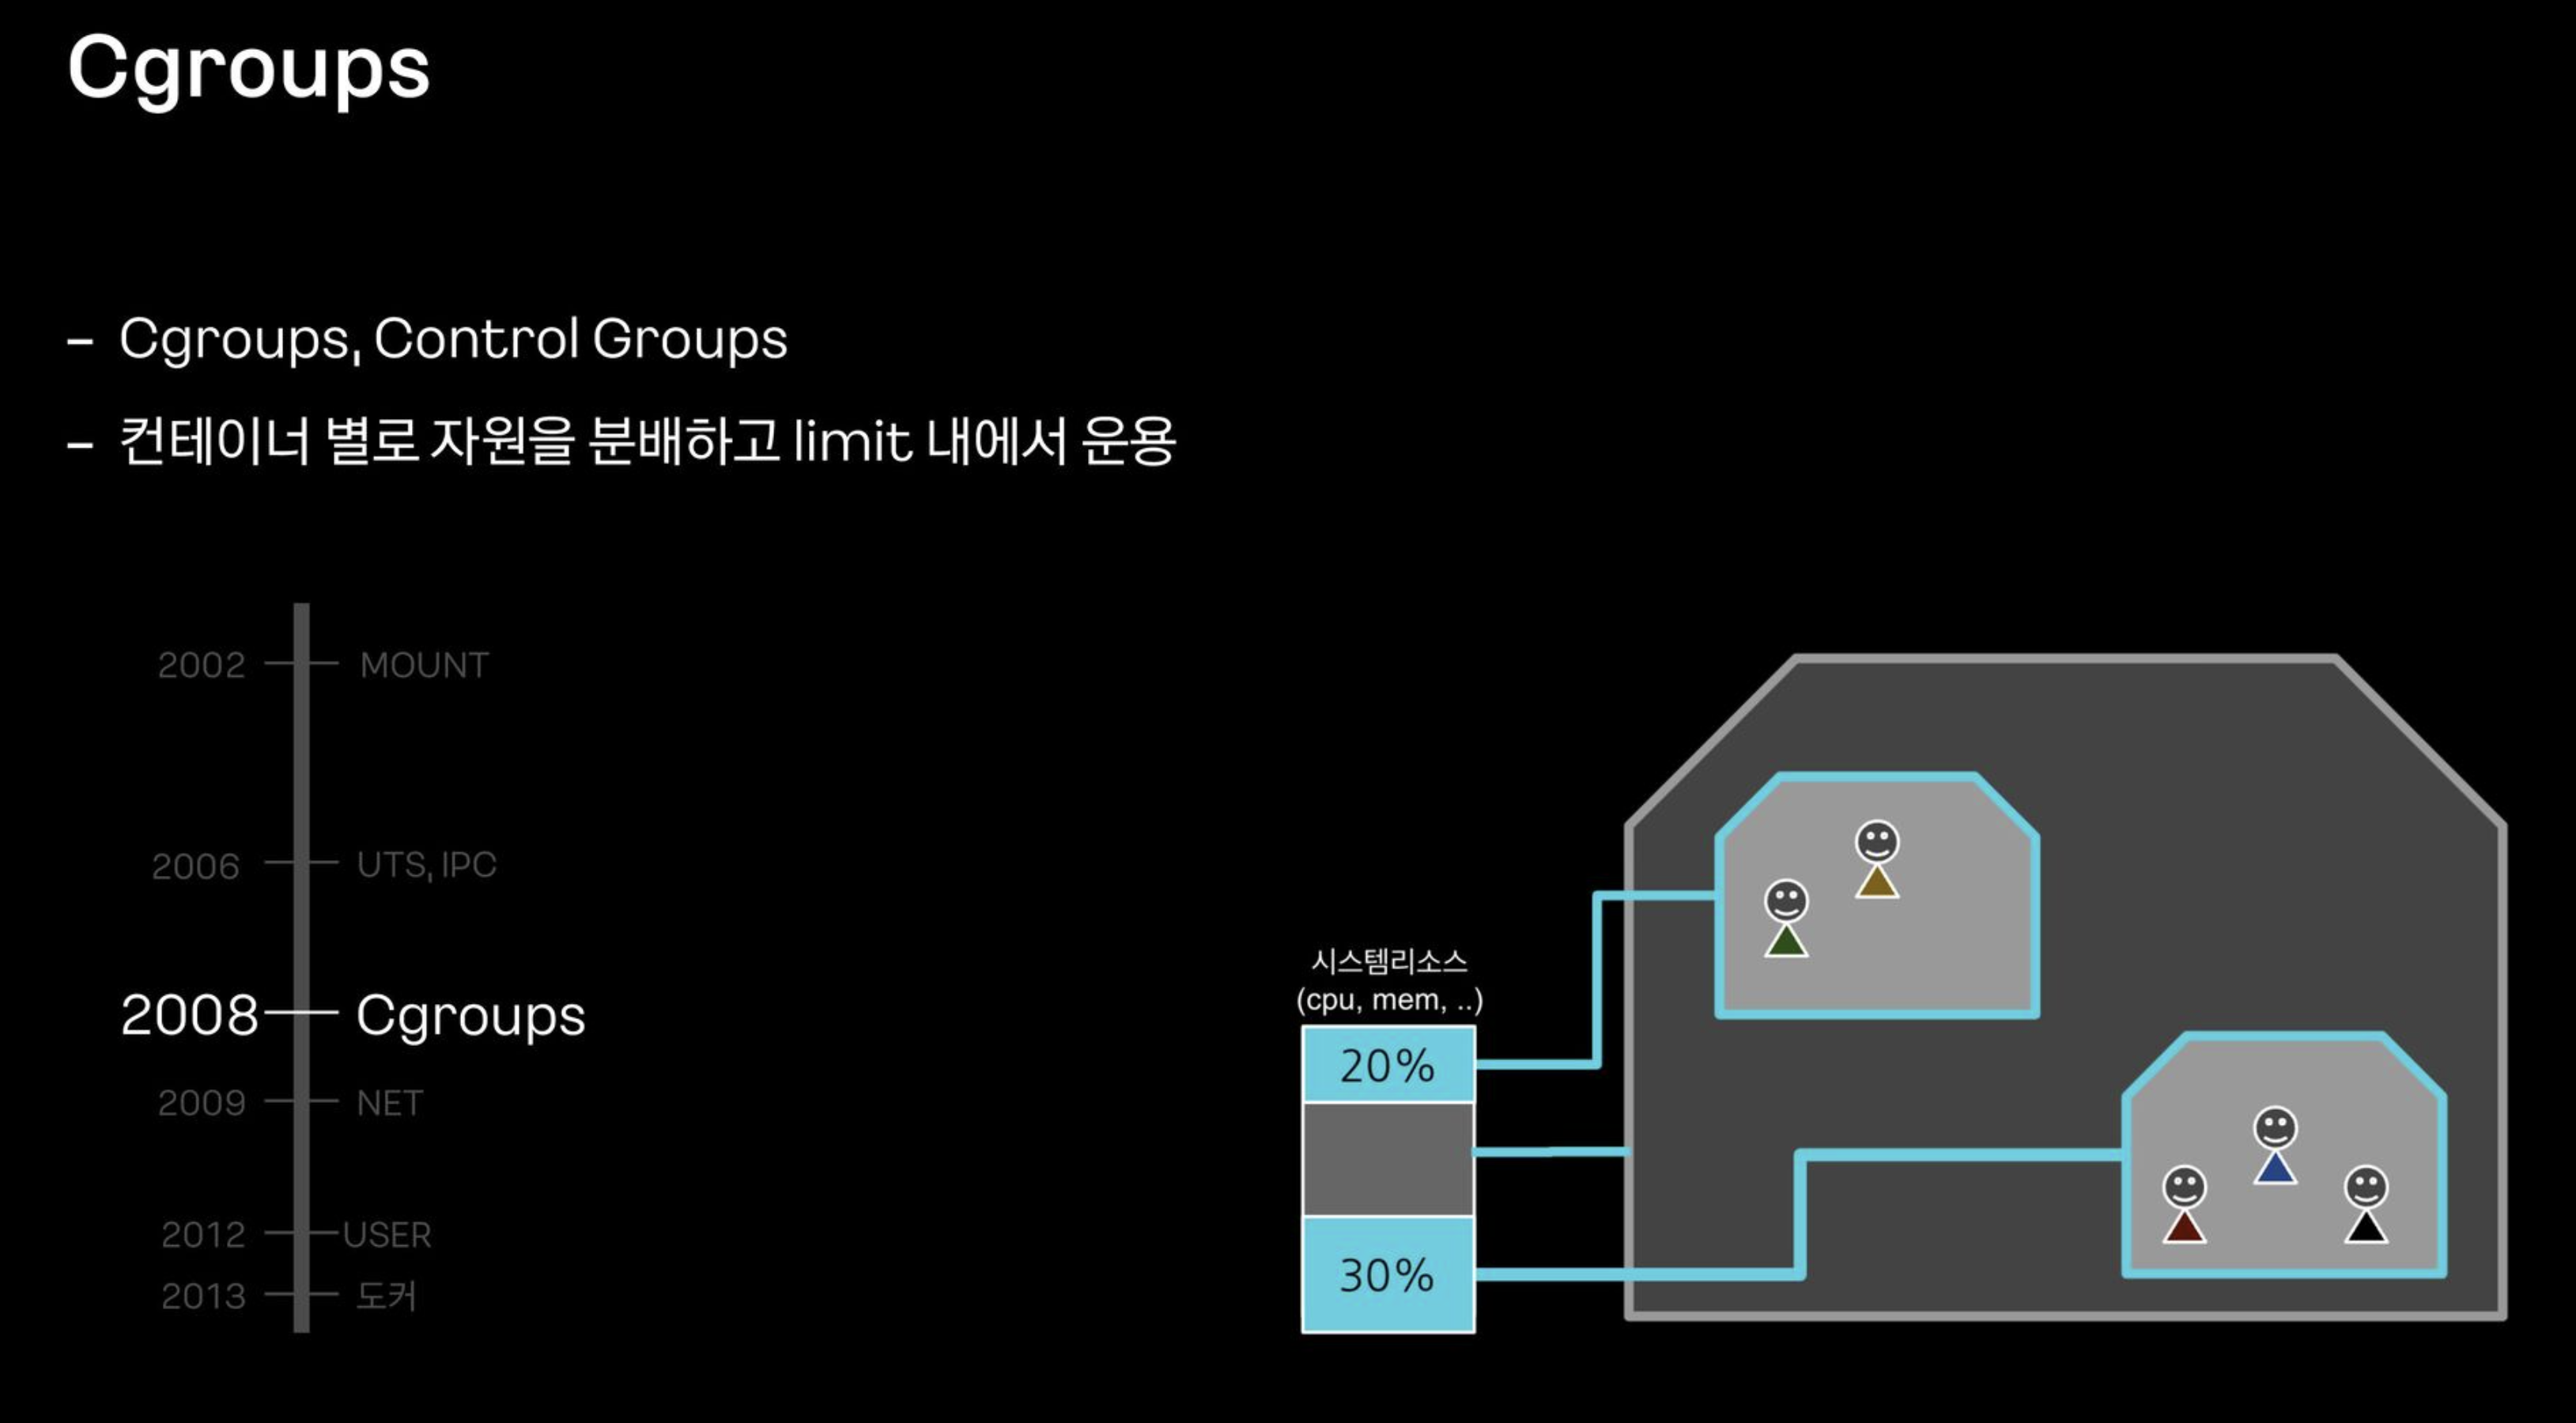 Cgroups
– Cgroups, Control Groups
– 컨테이너 별로 자원을 분배하고 limit 내에서 운용
2002 MOUNT
2006 UTS, IPC
2008 Cgroups
2009 NET
2012 USER
2013 도커
시스템리소스
(cpu, mem, ..)
20%
30%